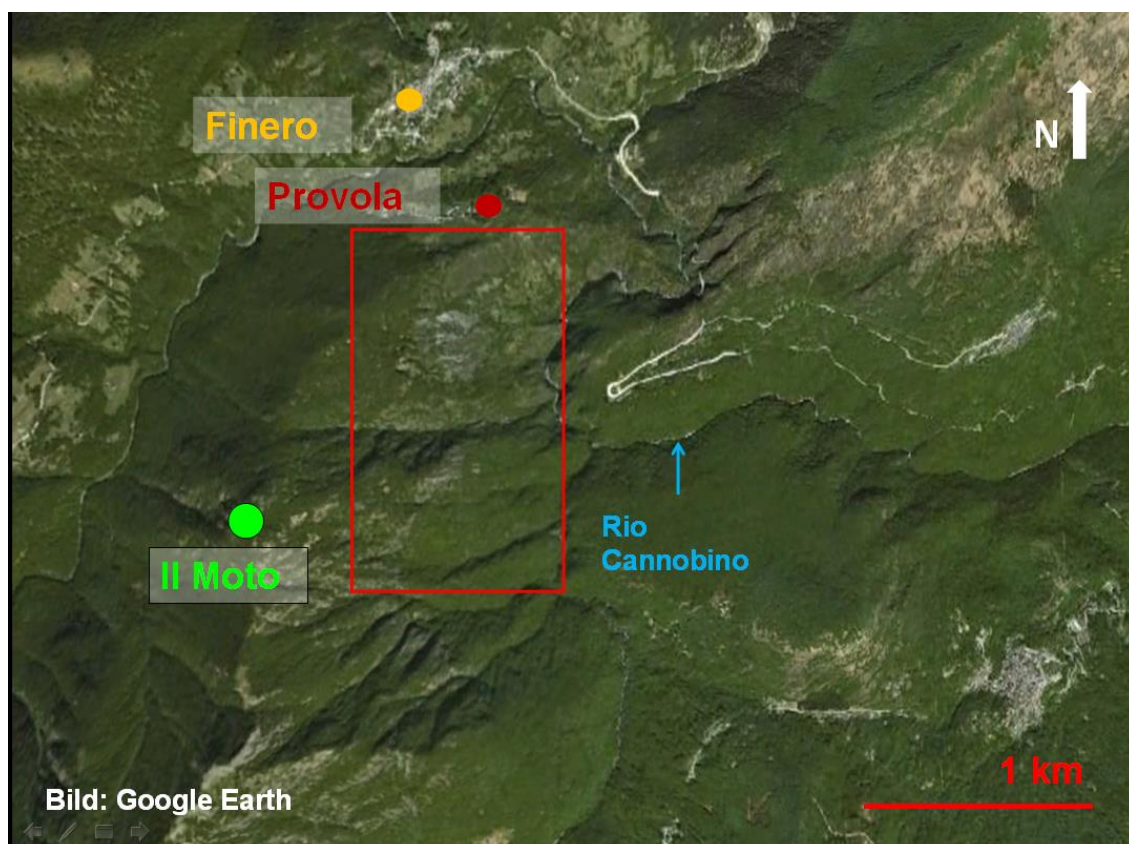 Finero
N
Provola
Il Moto
Rio
Cannobino
1 km
Bild: Google Earth